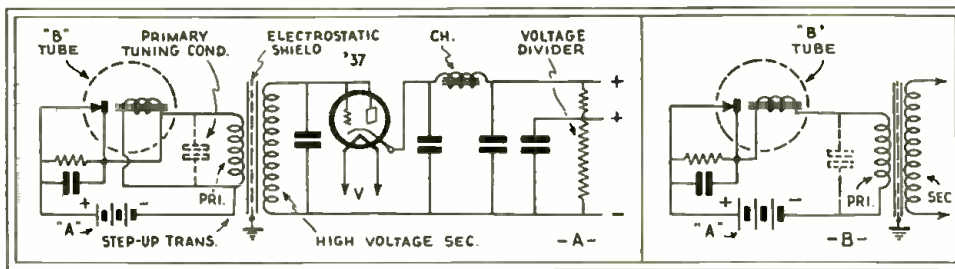 "B"
TUBE
PRIMARY
TUNING COND.
ELECTROSTATIC
SHIELD
'37
CH.
VOLTAGE
DIVIDER
+
+
V
PRI.
+
-
"A"
STEP-UP TRANS.
HIGH VOLTAGE SEC.
-A-
-
"B'
TUBE
+
-
"A"
PRI.
SEC
-B-